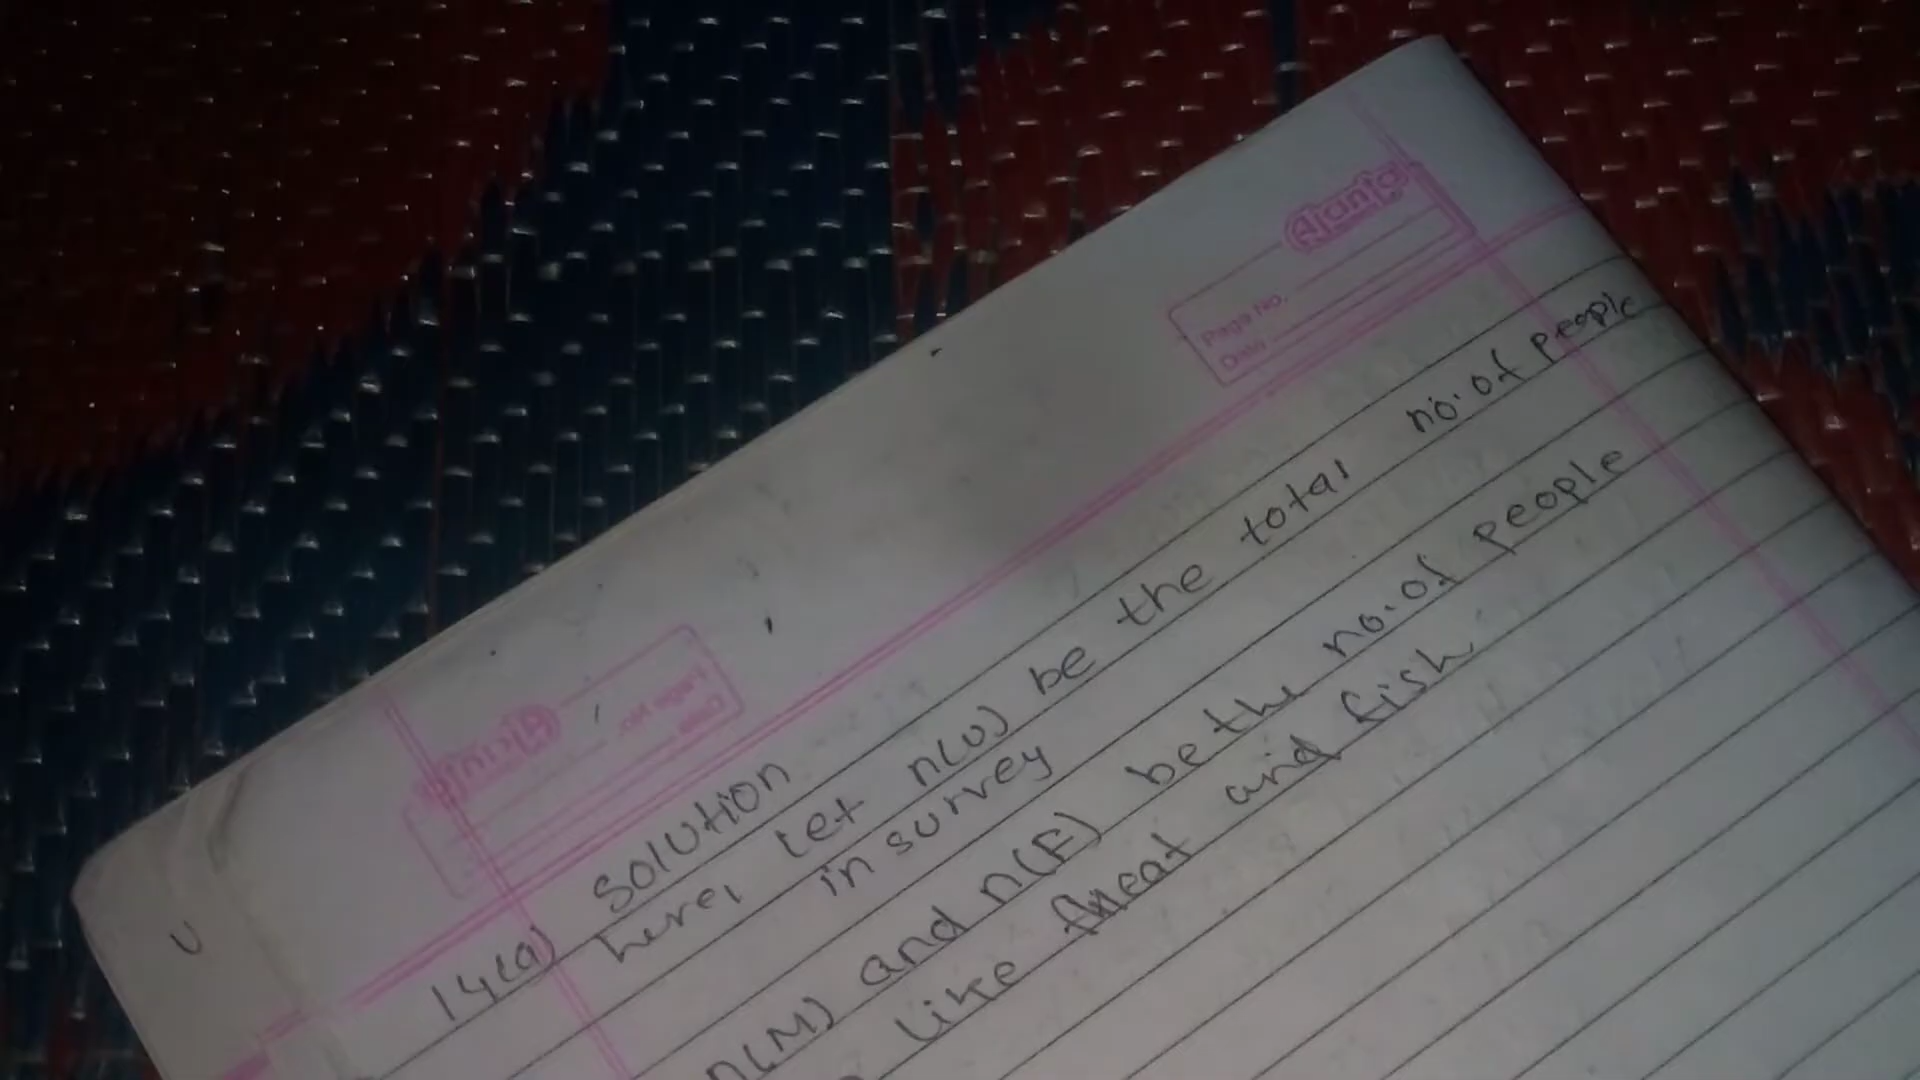 Ajanta
Page No.
Date
14(a) Solution
here, let n(U) be the total no. of people
in survey
n(M) and n(F) be the no. of people
like meat and fish